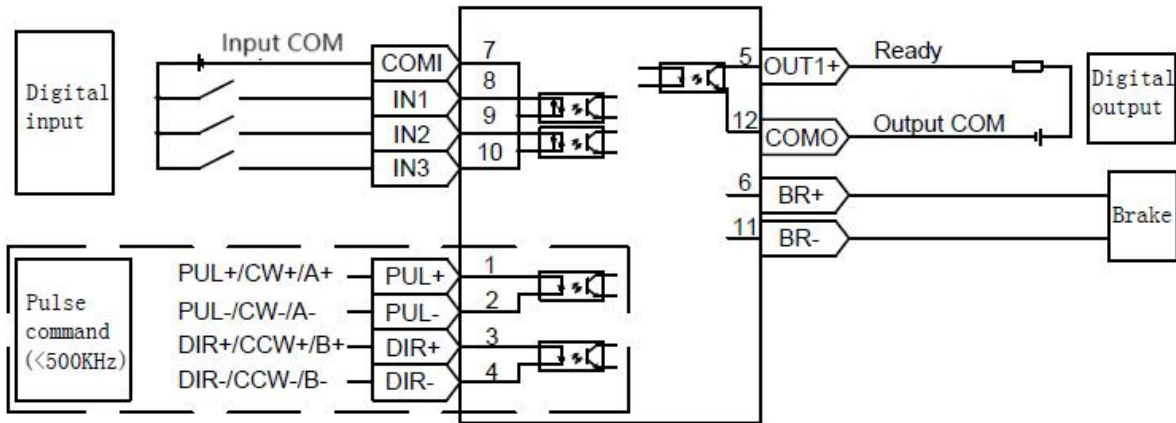 Digital
input
Input COM
COMI
IN1
IN2
IN3
7
8
9
10
5
12
6
11
OUT1+
COMO
BR+
BR-
Ready
Output COM
Digital
output
Brake
Pulse
command
(<500KHz)
PUL+/CW+/A+
PUL-/CW-/A-
DIR+/CCW+/B+
DIR-/CCW-/B-
PUL+
PUL-
DIR+
DIR-
1
2
3
4